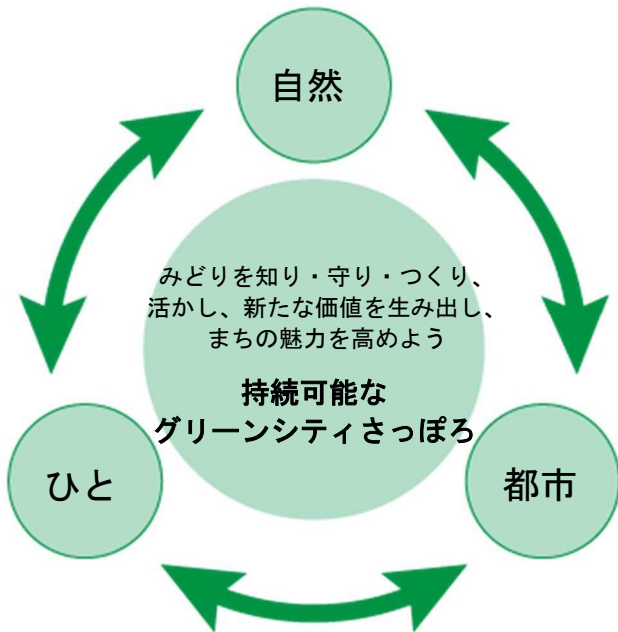 自然
みどりを知り・守り・つくり、
活かし、新たな価値を生み出し、
まちの魅力を高めよう
持続可能な
グリーンシティさっぽろ
ひと
都市